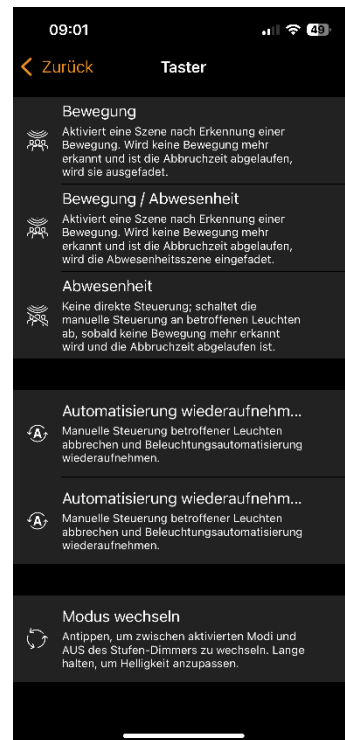 09:01
49
Zurück
Taster
Bewegung
Aktiviert eine Szene nach Erkennung einer
Bewegung. Wird keine Bewegung mehr
erkannt und ist die Abbruchzeit abgelaufen,
wird sie ausgefadet.
Bewegung / Abwesenheit
Aktiviert eine Szene nach Erkennung einer
Bewegung. Wird keine Bewegung mehr
erkannt und ist die Abbruchzeit abgelaufen,
wird die Abwesenheitsszene eingefadet.
Abwesenheit
Keine direkte Steuerung; schaltet die
manuelle Steuerung an betroffenen Leuchten
ab, sobald keine Bewegung mehr erkannt
wird und die Abbruchzeit abgelaufen ist.
Automatisierung wiederaufnehm...
A
Manuelle Steuerung betroffener Leuchten
abbrechen und Beleuchtungsautomatisierung
wiederaufnehmen.
Automatisierung wiederaufnehm...
A
Manuelle Steuerung betroffener Leuchten
abbrechen und Beleuchtungsautomatisierung
wiederaufnehmen.
Modus wechseln
Antippen, um zwischen aktivierten Modi und
AUS des Stufen-Dimmers zu wechseln. Lange
halten, um Helligkeit anzupassen.